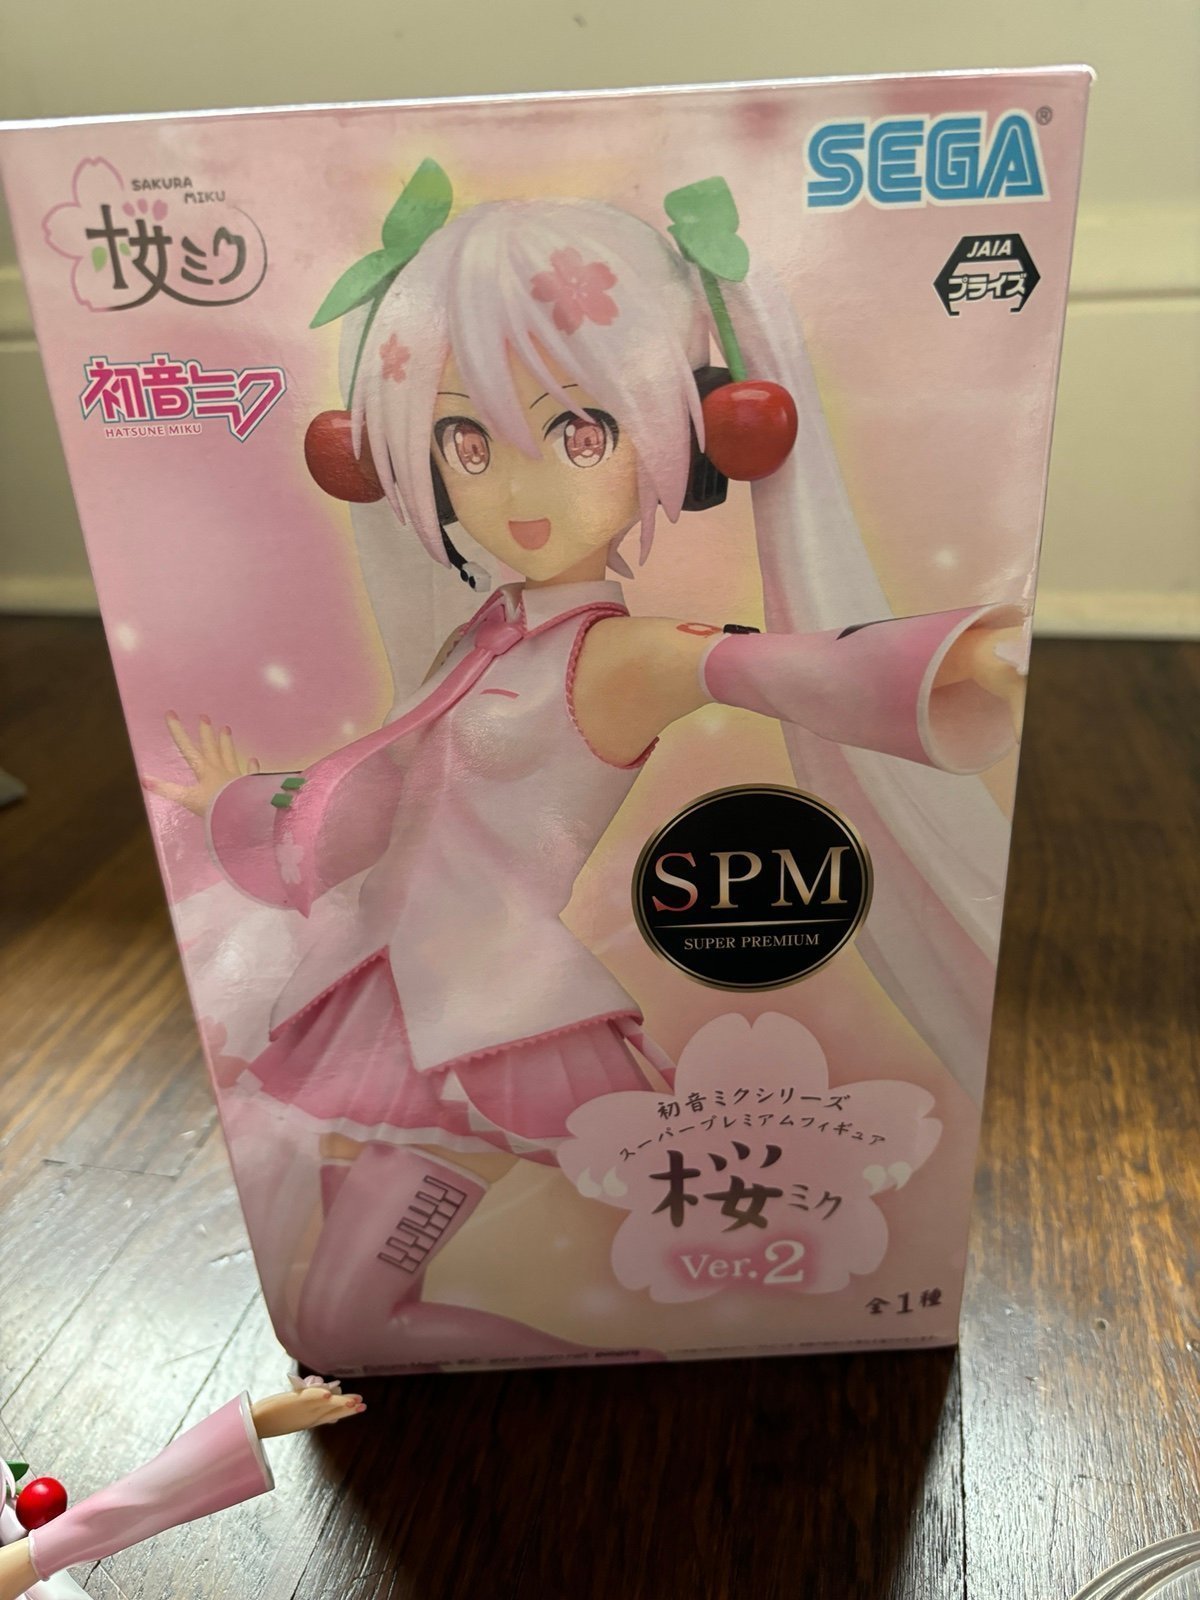 SAKURA
MIKU
桜ミク
初音ミク
HATSUNE MIKU
SEGA®
JAIA
プライズ
SPM
SUPER PREMIUM
初音ミクシリーズ
スーパープレミアムフィギュア
桜ミク
Ver.2
全1種